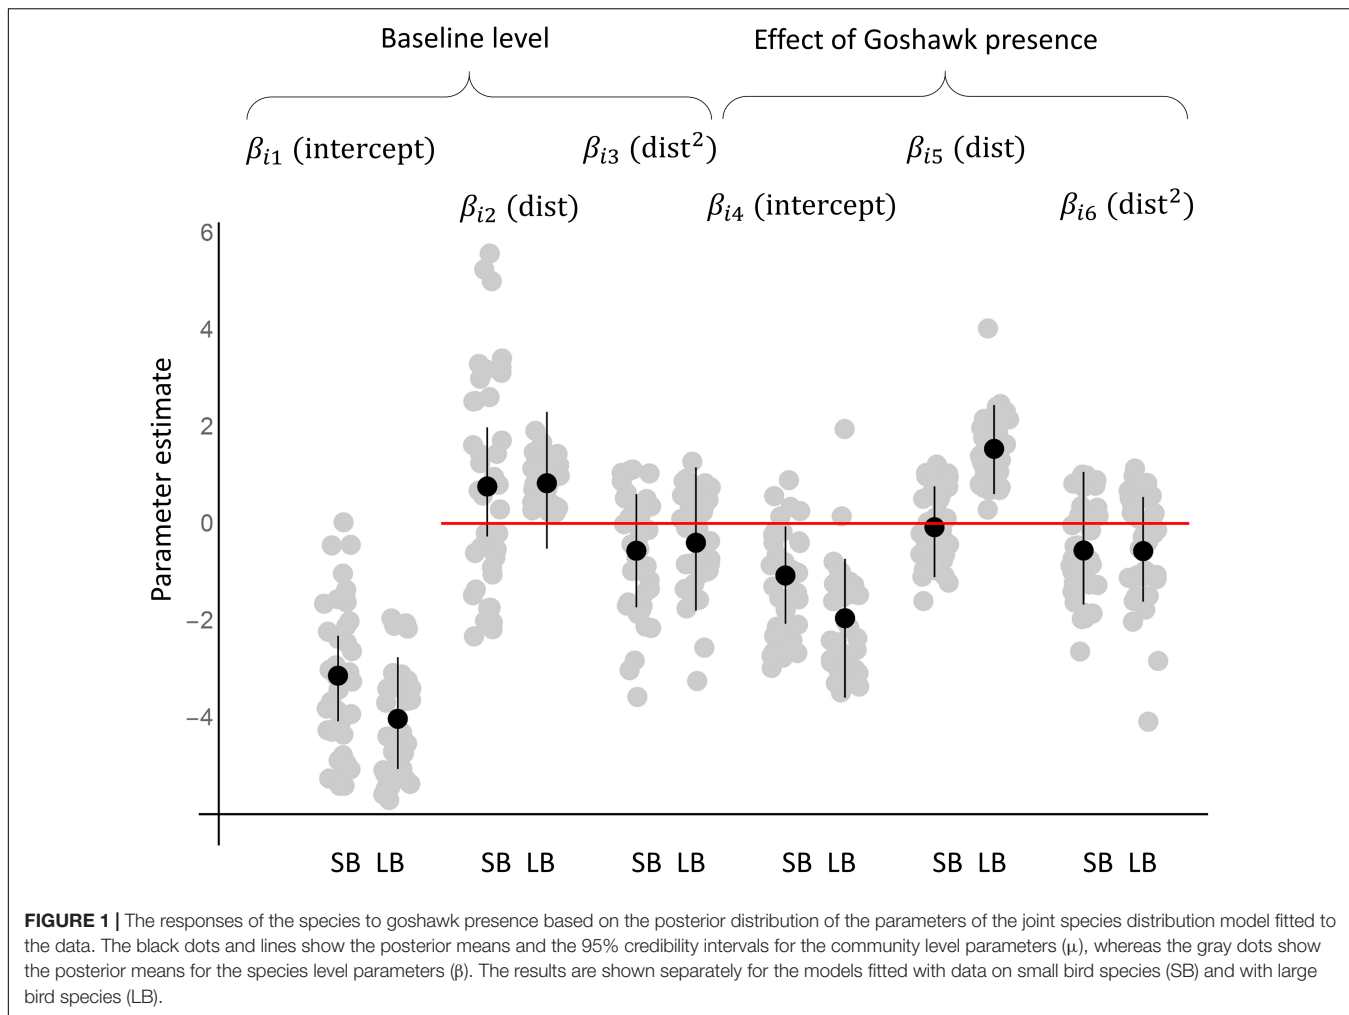 Baseline level
Effect of Goshawk presence
β_i1 (intercept)
β_i3 (dist²)
β_i5 (dist)
β_i2 (dist)
β_i4 (intercept)
β_i6 (dist²)
Parameter estimate
6
4
2
0
−2
−4
SB LB SB LB SB LB SB LB SB LB SB LB
FIGURE 1 | The responses of the species to goshawk presence based on the posterior distribution of the parameters of the joint species distribution model fitted to
the data. The black dots and lines show the posterior means and the 95% credibility intervals for the community level parameters (μ), whereas the gray dots show
the posterior means for the species level parameters (β). The results are shown separately for the models fitted with data on small bird species (SB) and with large
bird species (LB).